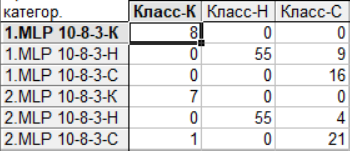 категор. Класс-К Класс-Н Класс-С
1.MLP 10-8-3-К 8 0 0
1.MLP 10-8-3-Н 0 55 9
1.MLP 10-8-3-С 0 0 16
2.MLP 10-8-3-К 7 0 0
2.MLP 10-8-3-Н 0 55 4
2.MLP 10-8-3-С 1 0 21